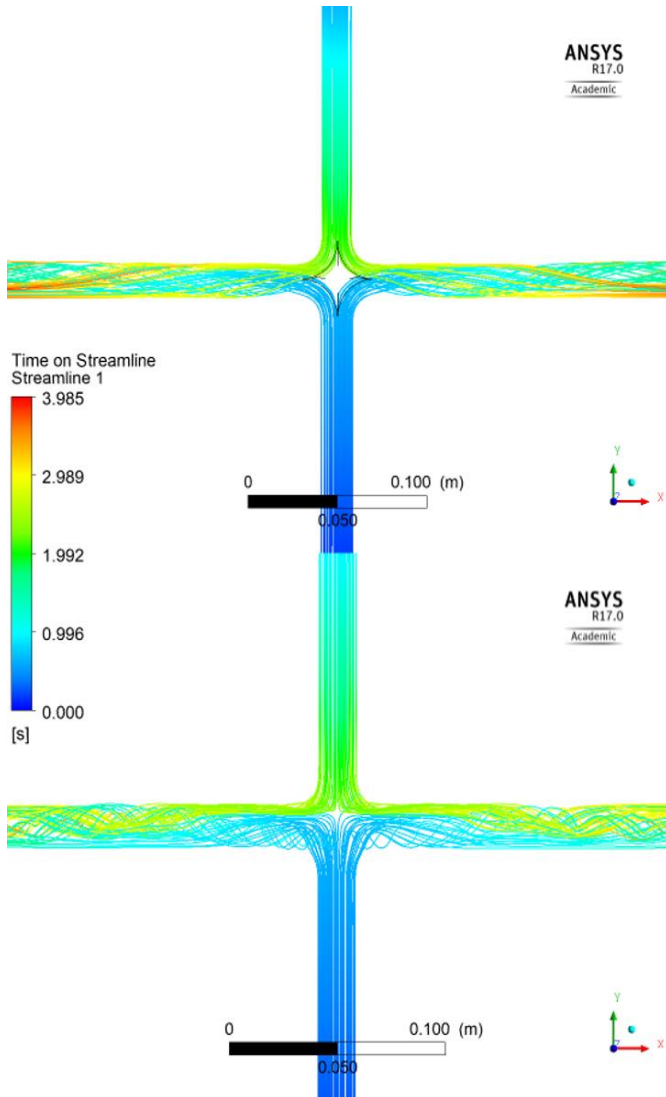 ANSYS
R17.0
Academic
Time on Streamline
Streamline 1
3.985
2.989
1.992
0.996
0.000
[s]
0 0.100 (m)
0.050
Y
Z X
ANSYS
R17.0
Academic
0 0.100 (m)
0.050
Y
Z X